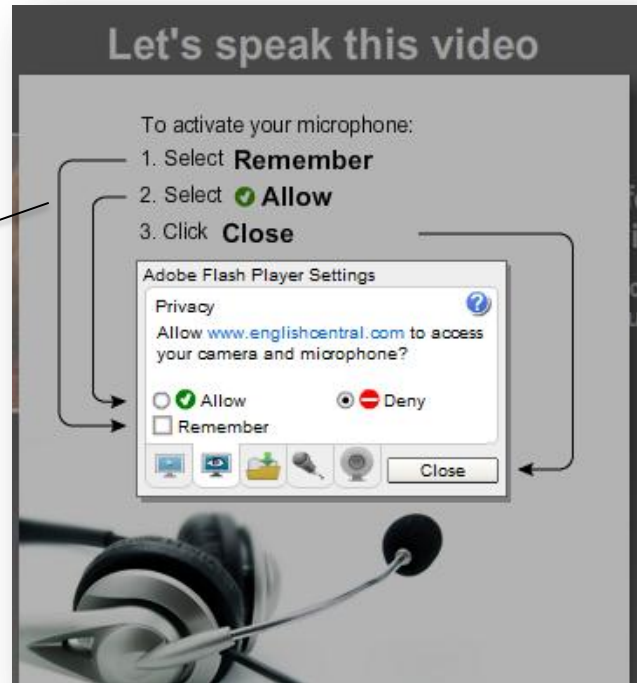 Let's speak this video
To activate your microphone:
1. Select Remember
2. Select Allow
3. Click Close
Adobe Flash Player Settings
Privacy
Allow www.englishcentral.com to access
your camera and microphone?
Allow
Deny
Remember
Close